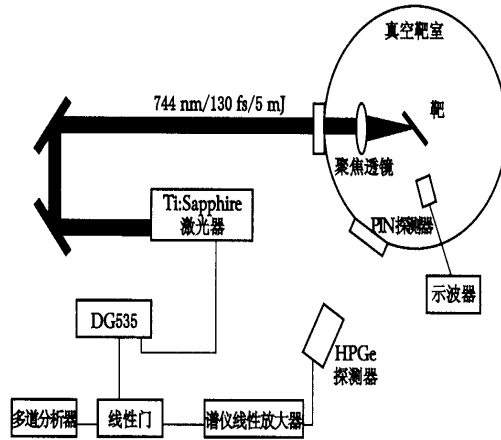 真空靶室
744 nm/130 fs/5 mJ
靶
聚焦透镜
Ti:Sapphire
激光器
PIN探测器
示波器
DG535
HPGe
探测器
多道分析器
线性门
谱仪线性放大器